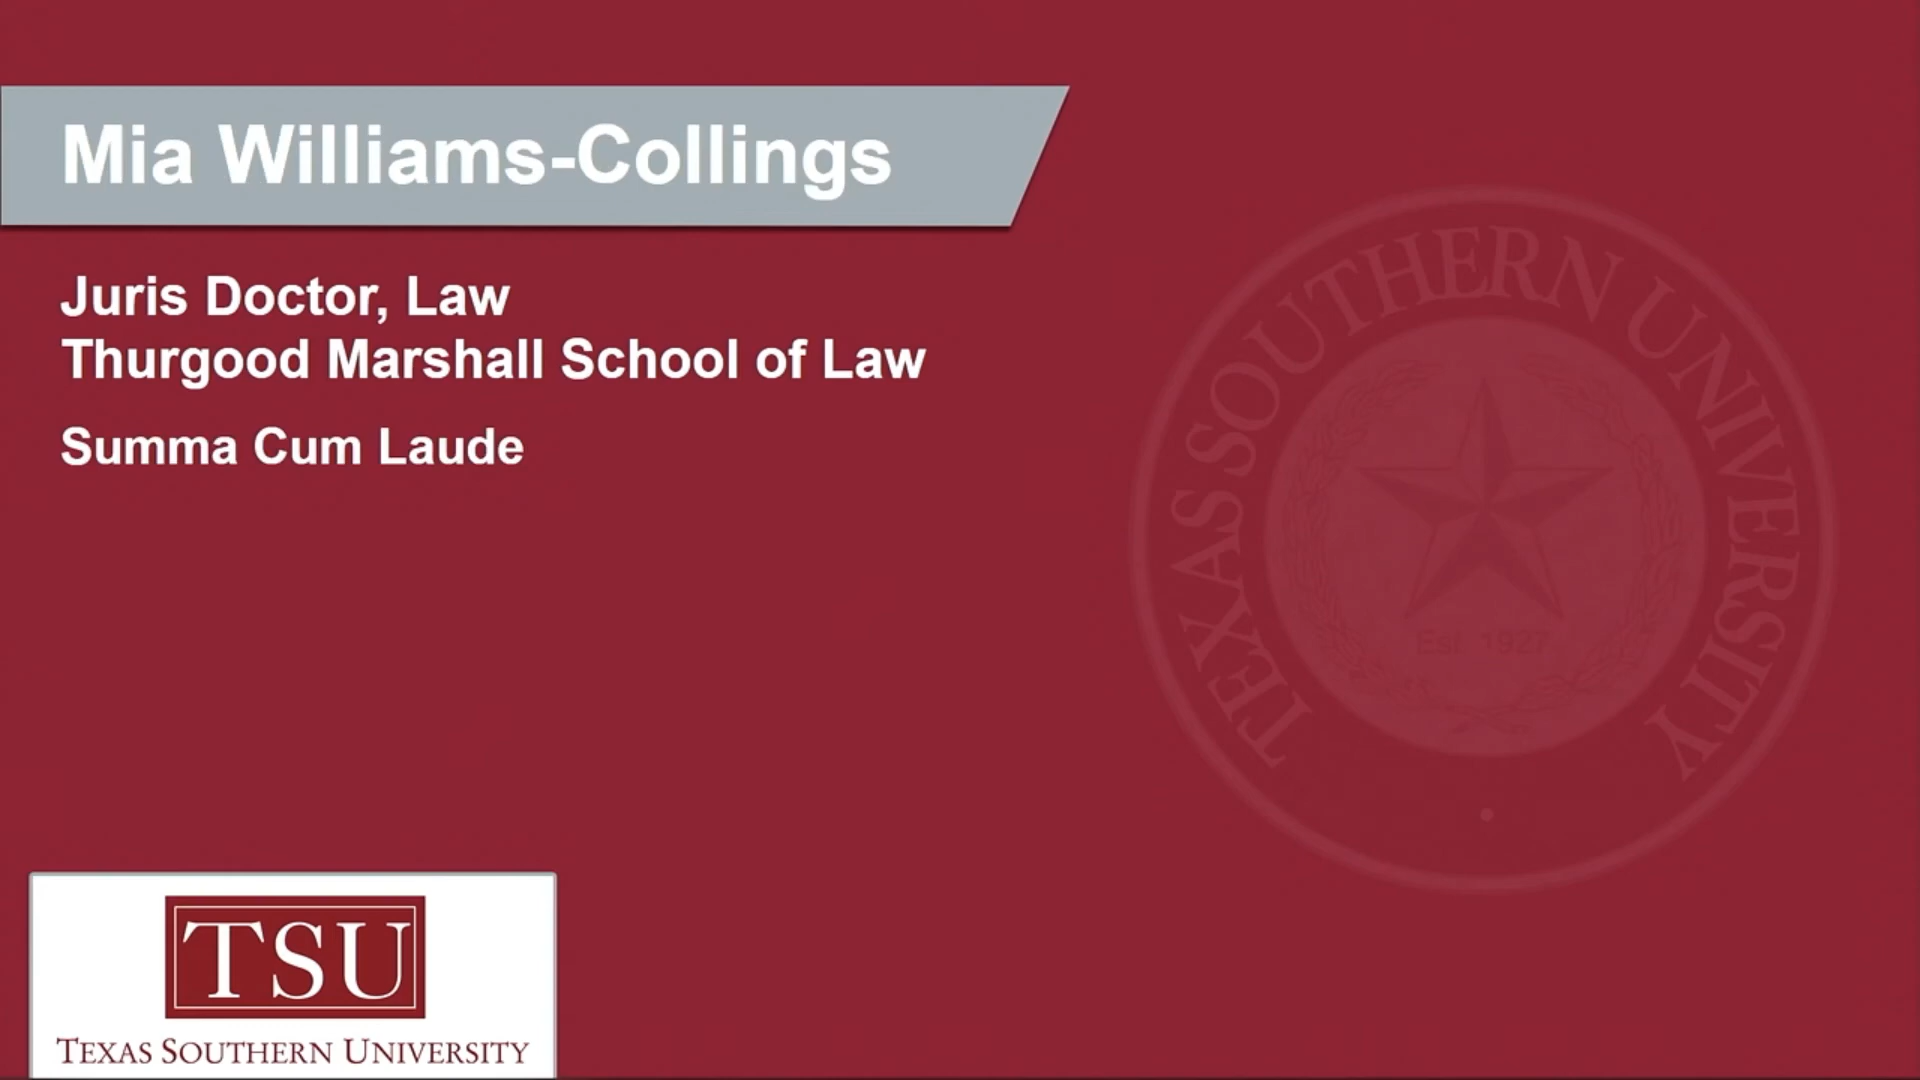 Mia Williams-Collings
Juris Doctor, Law
Thurgood Marshall School of Law
Summa Cum Laude
TEXAS SOUTHERN UNIVERSITY
Est. 1927
TSU
TEXAS SOUTHERN UNIVERSITY